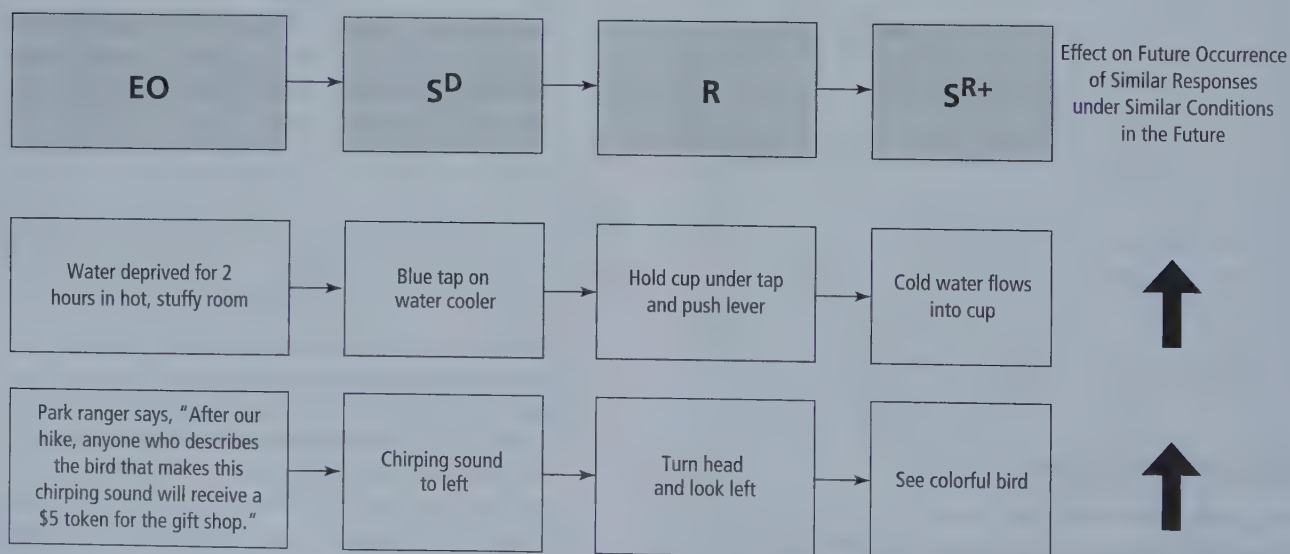 EO
SD
R
SR+
Effect on Future Occurrence
of Similar Responses
under Similar Conditions
in the Future
Water deprived for 2
hours in hot, stuffy room
Blue tap on
water cooler
Hold cup under tap
and push lever
Cold water flows
into cup
Park ranger says, "After our
hike, anyone who describes
the bird that makes this
chirping sound will receive a
$5 token for the gift shop."
Chirping sound
to left
Turn head
and look left
See colorful bird